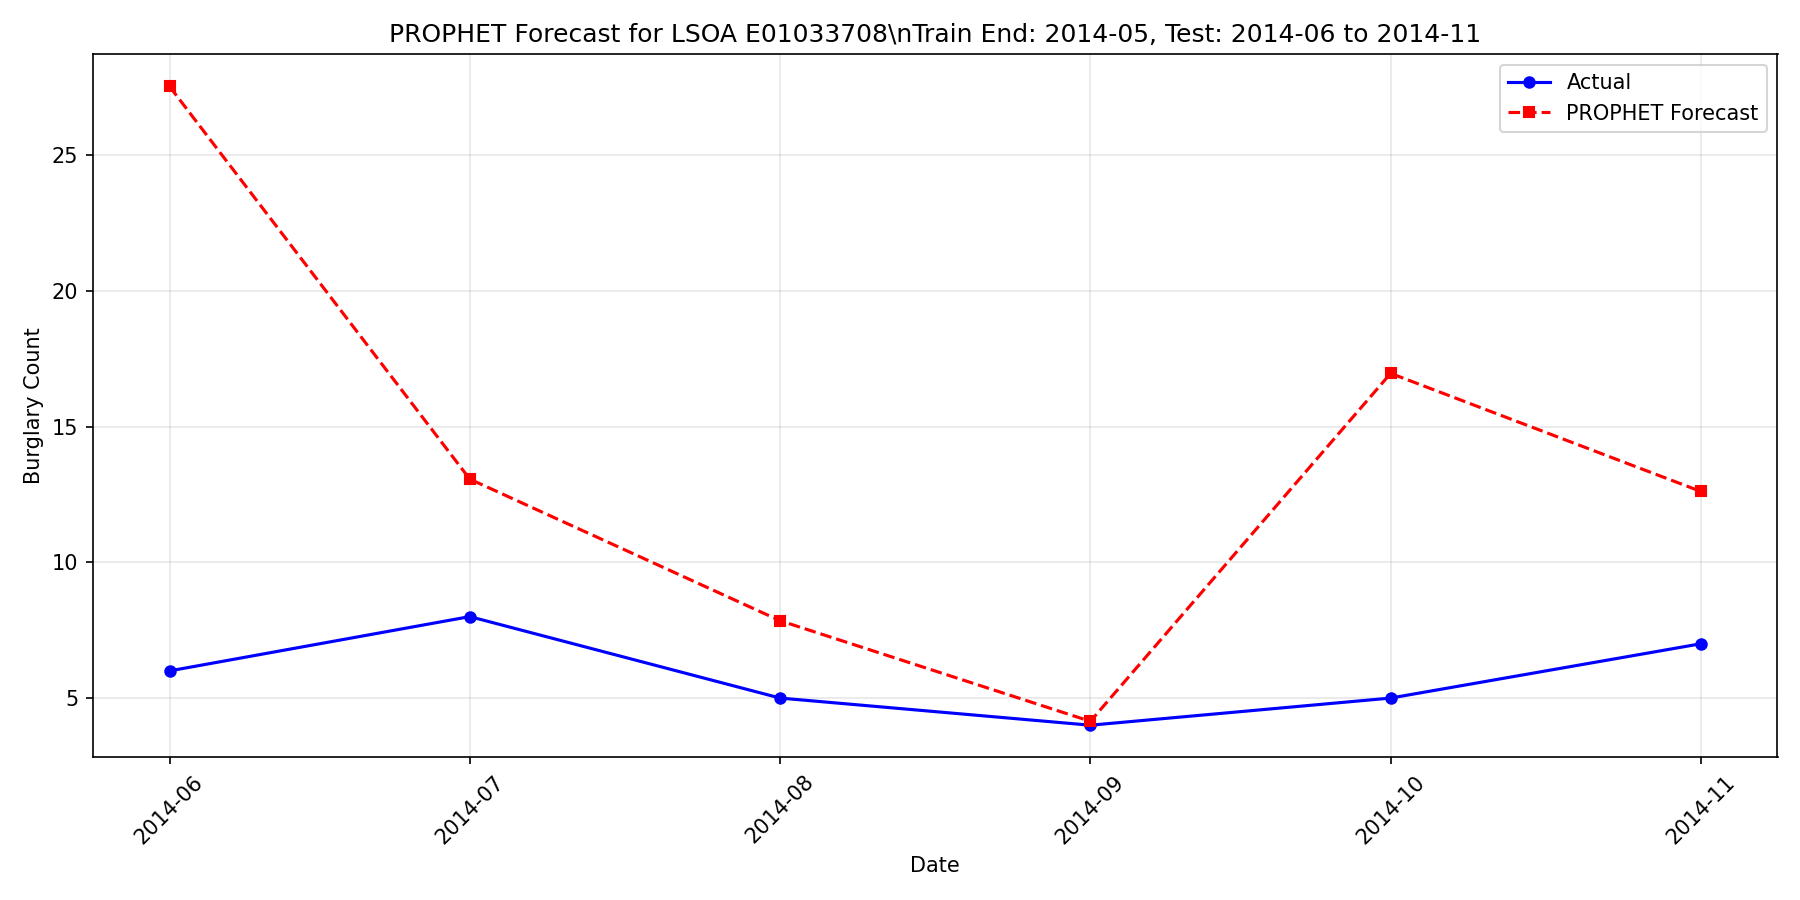 PROPHET Forecast for LSOA E01033708\nTrain End: 2014-05, Test: 2014-06 to 2014-11
Actual
PROPHET Forecast
Burglary Count
25
20
15
10
5
2014-06
2014-07
2014-08
2014-09
2014-10
2014-11
Date